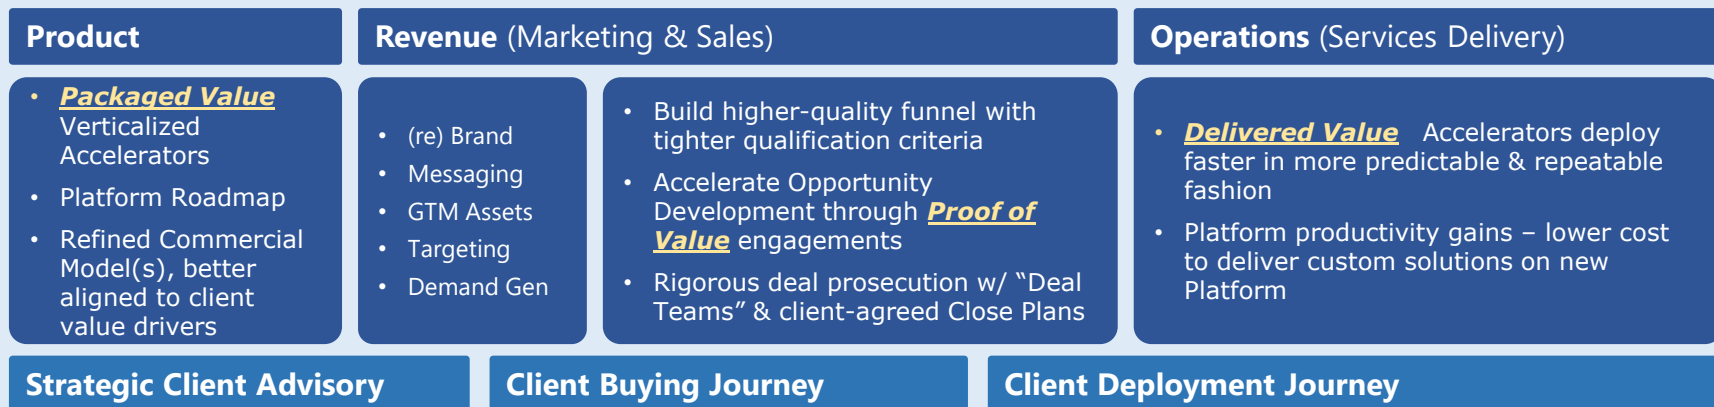 Product
Revenue (Marketing & Sales)
Operations (Services Delivery)
• Packaged Value
Verticalized
Accelerators
• Platform Roadmap
• Refined Commercial
Model(s), better
aligned to client
value drivers
• (re) Brand
• Messaging
• GTM Assets
• Targeting
• Demand Gen
• Build higher-quality funnel with
tighter qualification criteria
• Accelerate Opportunity
Development through Proof of
Value engagements
• Rigorous deal prosecution w/ “Deal
Teams” & client-agreed Close Plans
• Delivered Value Accelerators deploy
faster in more predictable & repeatable
fashion
• Platform productivity gains – lower cost
to deliver custom solutions on new
Platform
Strategic Client Advisory
Client Buying Journey
Client Deployment Journey